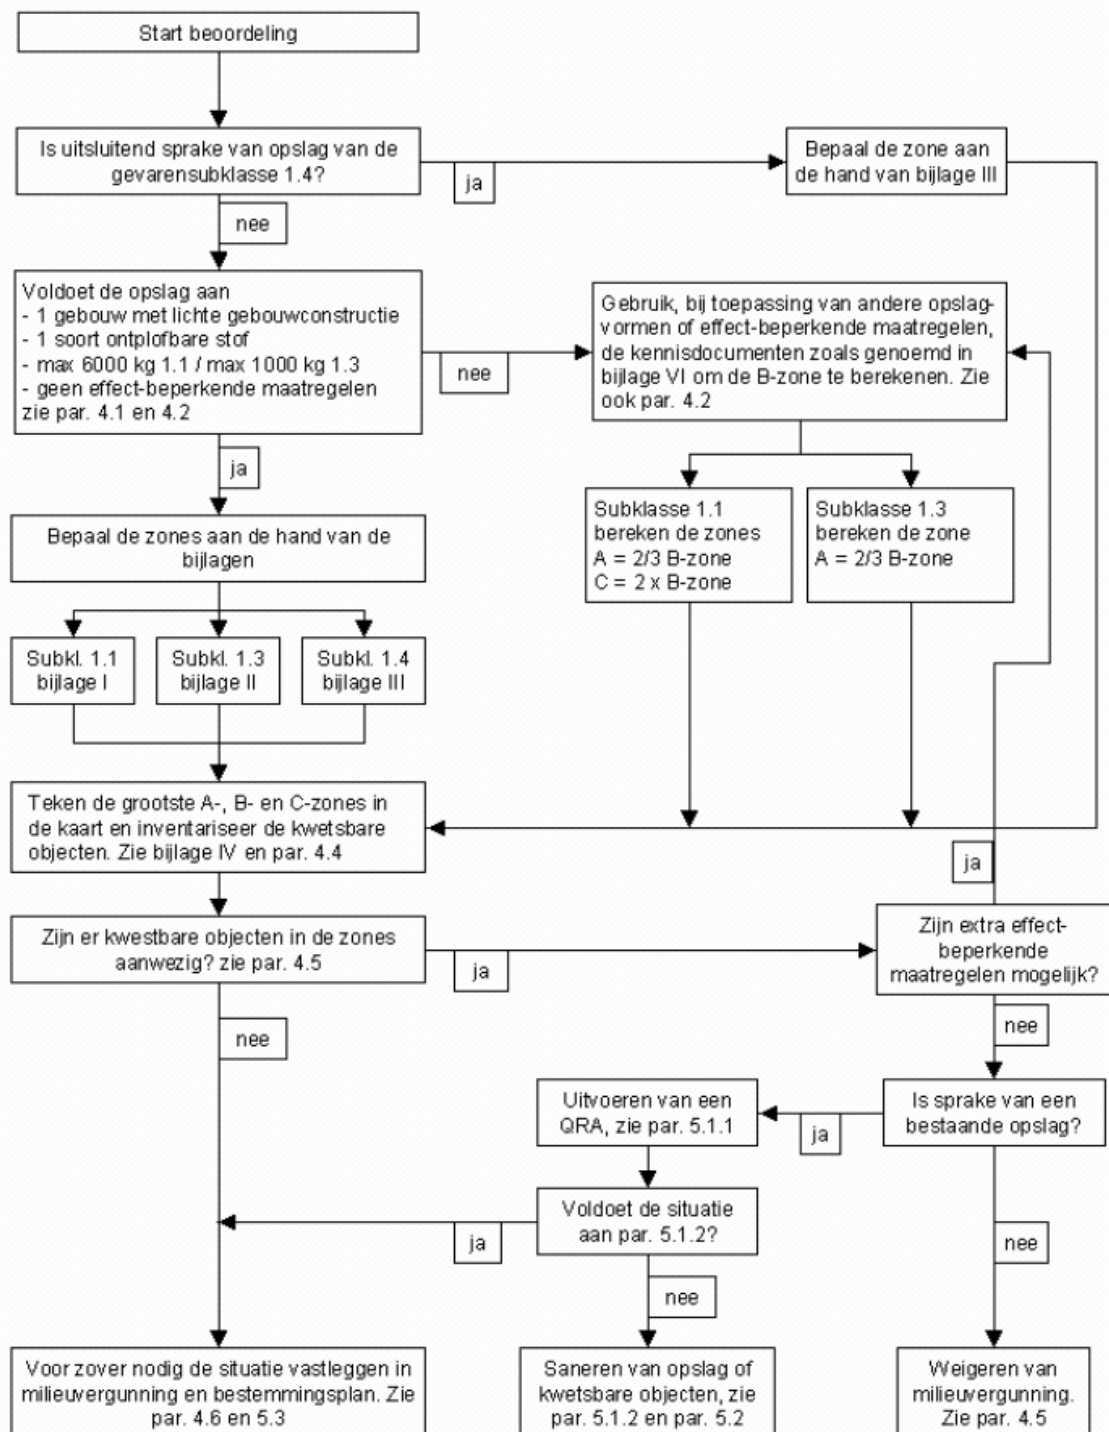 Start beoordeling
Is uitsluitend sprake van opslag van de
gevarensubklasse 1.4?
ja
Bepaal de zone aan
de hand van bijlage III
nee
Voldoet de opslag aan
- 1 gebouw met lichte gebouwconstructie
- 1 soort ontplofbare stof
- max 6000 kg 1.1 / max 1000 kg 1.3
- geen effect-beperkende maatregelen
zie par. 4.1 en 4.2
nee
Gebruik, bij toepassing van andere opslag-
vormen of effect-beperkende maatregelen,
de kennisdocumenten zoals genoemd in
bijlage VI om de B-zone te berekenen. Zie
ook par. 4.2
ja
Subklasse 1.1
bereken de zones
A = 2/3 B-zone
C = 2 x B-zone
Subklasse 1.3
bereken de zone
A = 2/3 B-zone
Bepaal de zones aan de hand van de
bijlagen
Subkl. 1.1
bijlage I
Subkl. 1.3
bijlage II
Subkl. 1.4
bijlage III
Teken de grootste A-, B- en C-zones in
de kaart en inventariseer de kwetsbare
objecten. Zie bijlage IV en par. 4.4
ja
Zijn er kwestbare objecten in de zones
aanwezig? zie par. 4.5
ja
Zijn extra effect-
beperkende
maatregelen mogelijk?
nee
nee
Uitvoeren van een
QRA, zie par. 5.1.1
ja
Is sprake van een
bestaande opslag?
Voldoet de situatie
aan par. 5.1.2?
ja
nee
nee
Voor zover nodig de situatie vastleggen in
milieuvergunning en bestemmingsplan. Zie
par. 4.6 en 5.3
Saneren van opslag of
kwetsbare objecten, zie
par. 5.1.2 en par. 5.2
Weigeren van
milieuvergunning.
Zie par. 4.5